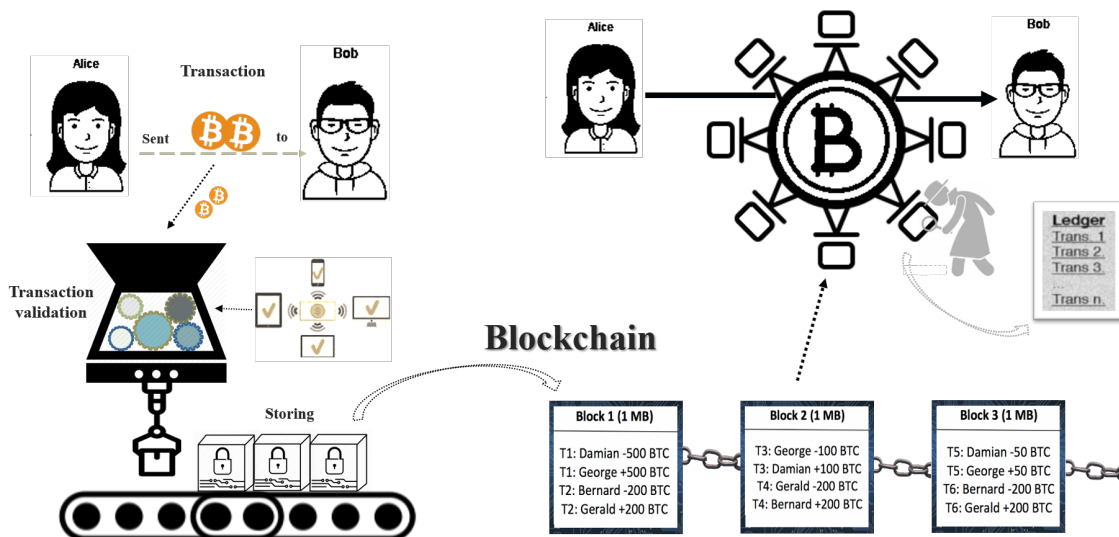 Alice
Transaction
Bob
Sent
to
Transaction
validation
Storing
Blockchain
Alice
Bob
Ledger
Trans. 1
Trans 2.
Trans 3.
...
Trans n.
Block 1 (1 MB)
T1: Damian -500 BTC
T1: George +500 BTC
T2: Bernard -200 BTC
T2: Gerald +200 BTC
Block 2 (1 MB)
T3: George -100 BTC
T3: Damian +100 BTC
T4: Gerald -200 BTC
T4: Bernard +200 BTC
Block 3 (1 MB)
T5: Damian -50 BTC
T5: George +50 BTC
T6: Bernard -200 BTC
T6: Gerald +200 BTC